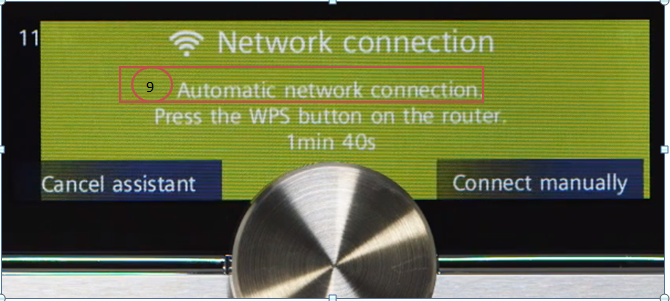 11
Network connection
9
Automatic network connection.
Press the WPS button on the router.
1min 40s
Cancel assistant
Connect manually